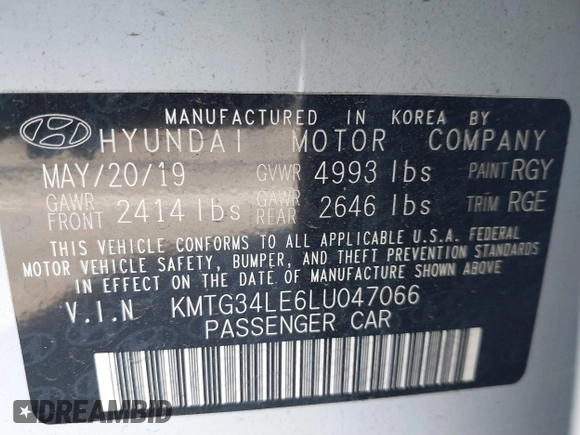 MANUFACTURED IN KOREA BY
HYUNDAI MOTOR COMPANY
MAY/20/19 GVWR 4993 lbs PAINT RGY
GAWR FRONT 2414 lbs GAWR REAR 2646 lbs TRIM RGE
THIS VEHICLE CONFORMS TO ALL APPLICABLE U.S.A. FEDERAL
MOTOR VEHICLE SAFETY, BUMPER, AND THEFT PREVENTION STANDARDS
IN EFFECT ON THE DATE OF MANUFACTURE SHOWN ABOVE
V.I.N KMTG34LE6LU047066
PASSENGER CAR
DREAMBID